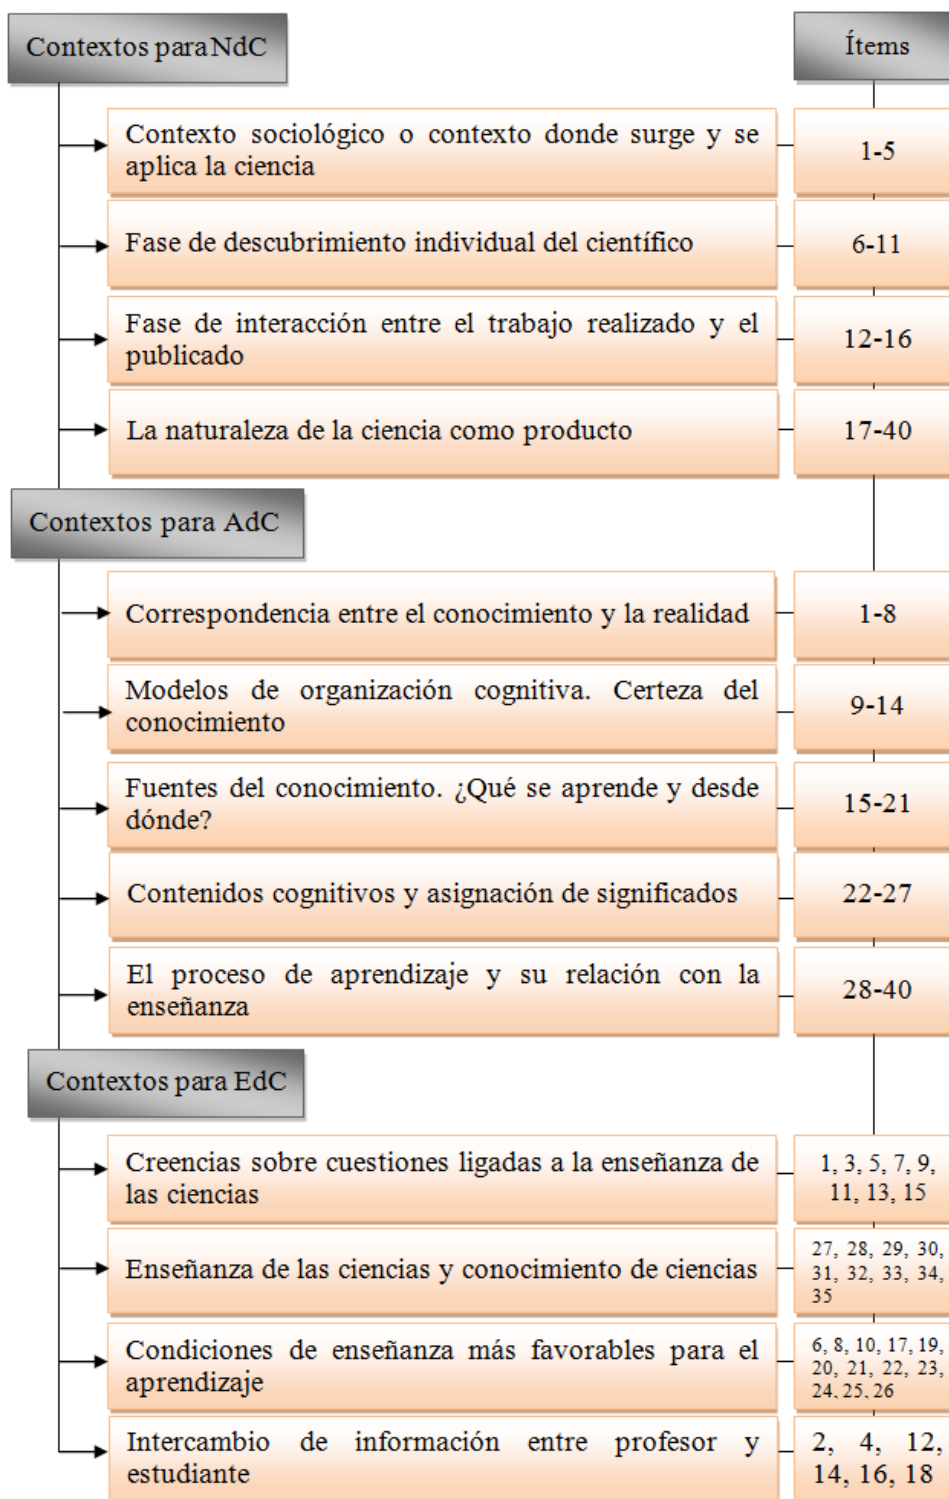 Contextos para NdC
Ítems
Contexto sociológico o contexto donde surge y se
aplica la ciencia
1-5
Fase de descubrimiento individual del científico
6-11
Fase de interacción entre el trabajo realizado y el
publicado
12-16
La naturaleza de la ciencia como producto
17-40
Contextos para AdC
Correspondencia entre el conocimiento y la realidad
1-8
Modelos de organización cognitiva. Certeza del
conocimiento
9-14
Fuentes del conocimiento. ¿Qué se aprende y desde
dónde?
15-21
Contenidos cognitivos y asignación de significados
22-27
El proceso de aprendizaje y su relación con la
enseñanza
28-40
Contextos para EdC
Creencias sobre cuestiones ligadas a la enseñanza de
las ciencias
1, 3, 5, 7, 9,
11, 13, 15
Enseñanza de las ciencias y conocimiento de ciencias
27, 28, 29, 30,
31, 32, 33, 34,
35
Condiciones de enseñanza más favorables para el
aprendizaje
6, 8, 10, 17, 19,
20, 21, 22, 23,
24, 25, 26
Intercambio de información entre profesor y
estudiante
2, 4, 12,
14, 16, 18